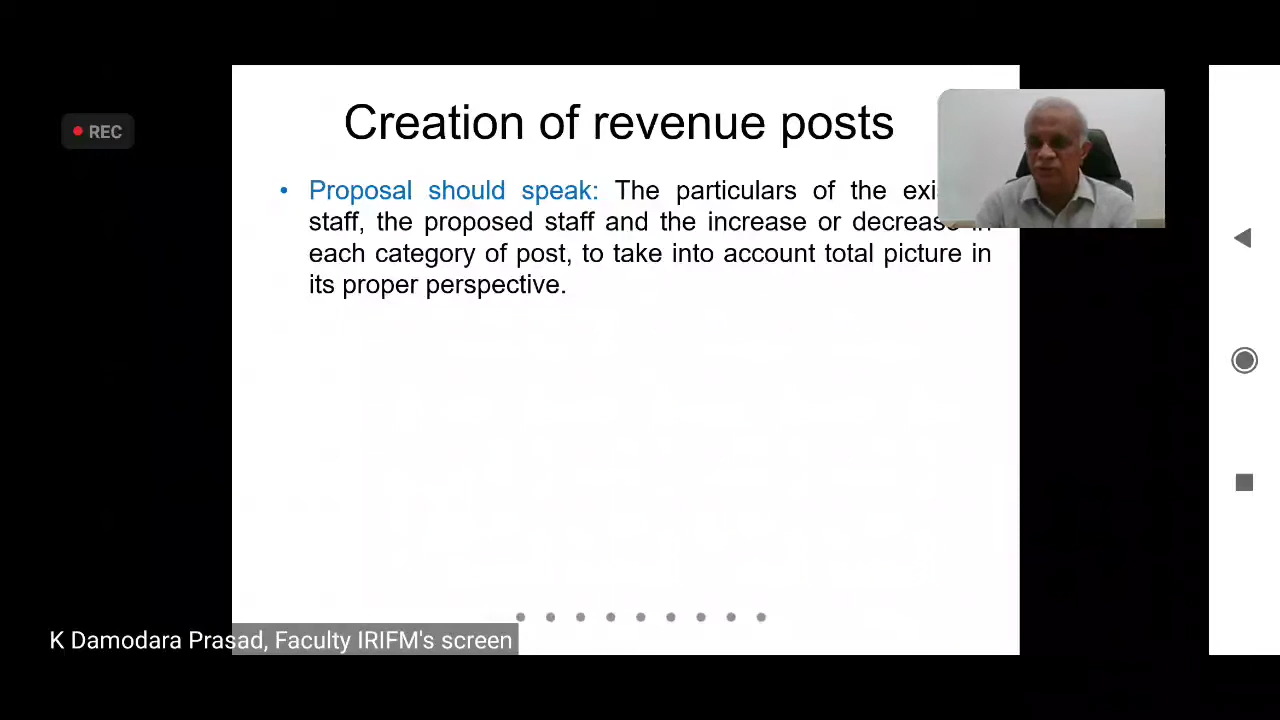 Creation of revenue posts
REC
• Proposal should speak: The particulars of the
staff, the proposed staff and the increase or decrease in
each category of post, to take into account total picture in
its proper perspective.
K Damodara Prasad, Faculty IRIFM's screen